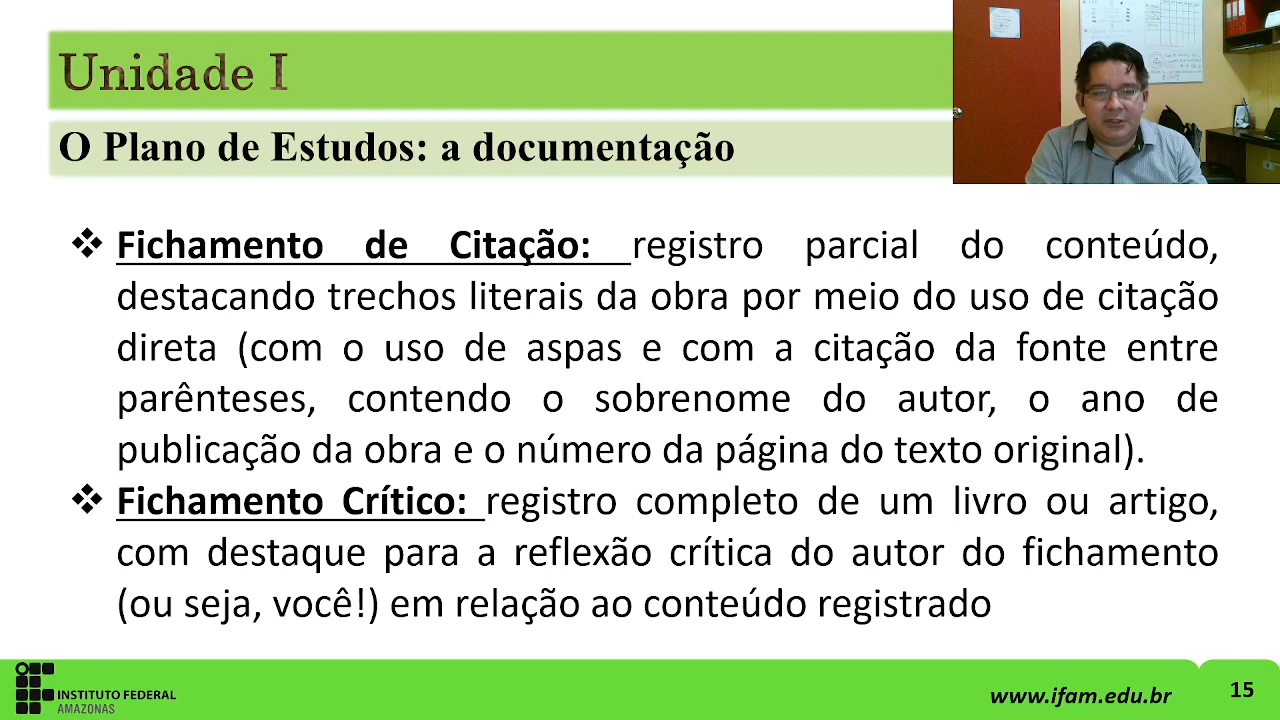 Unidade I
O Plano de Estudos: a documentação
❖ Fichamento de Citação: registro parcial do conteúdo,
destacando trechos literais da obra por meio do uso de citação
direta (com o uso de aspas e com a citação da fonte entre
parênteses, contendo o sobrenome do autor, o ano de
publicação da obra e o número da página do texto original).
❖ Fichamento Crítico: registro completo de um livro ou artigo,
com destaque para a reflexão crítica do autor do fichamento
(ou seja, você!) em relação ao conteúdo registrado
INSTITUTO FEDERAL
AMAZONAS
www.ifam.edu.br
15